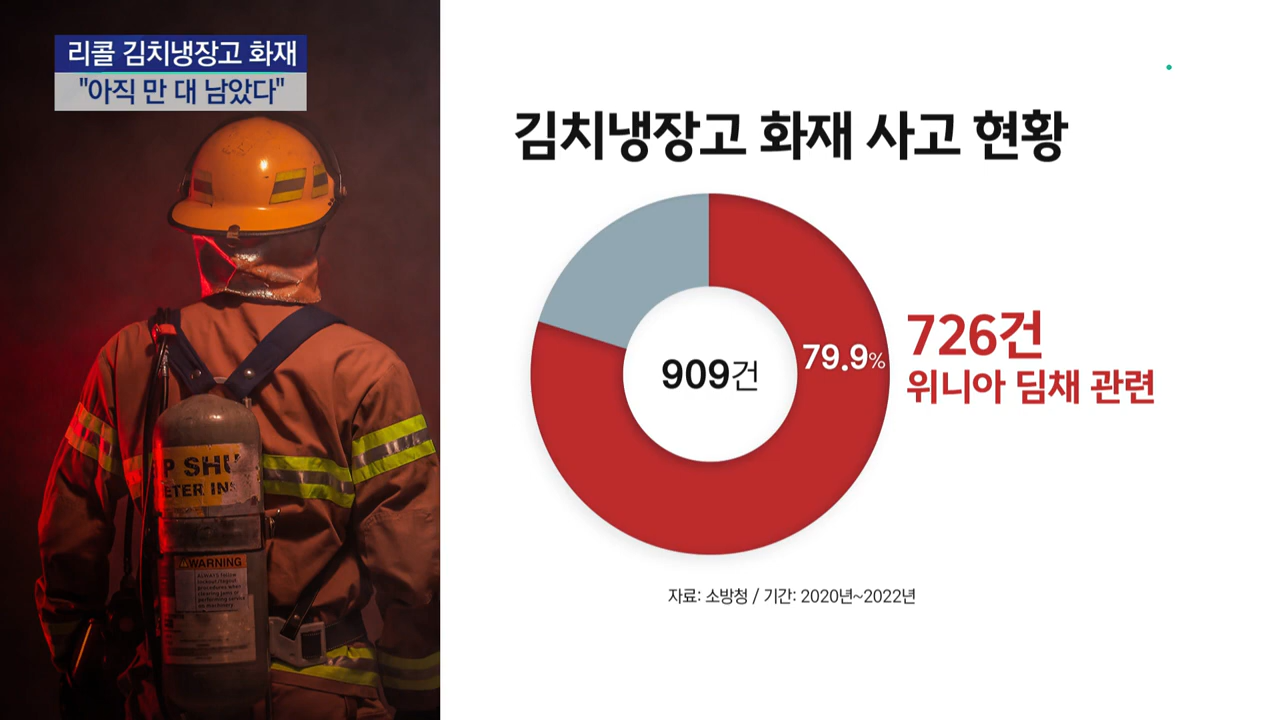 리콜 김치냉장고 화재
"아직 만 대 남았다"
김치냉장고 화재 사고 현황
909건
79.9%
726건
위니아 딤채 관련
자료: 소방청 / 기간: 2020년~2022년
P SHU
ETER IN
WARNING